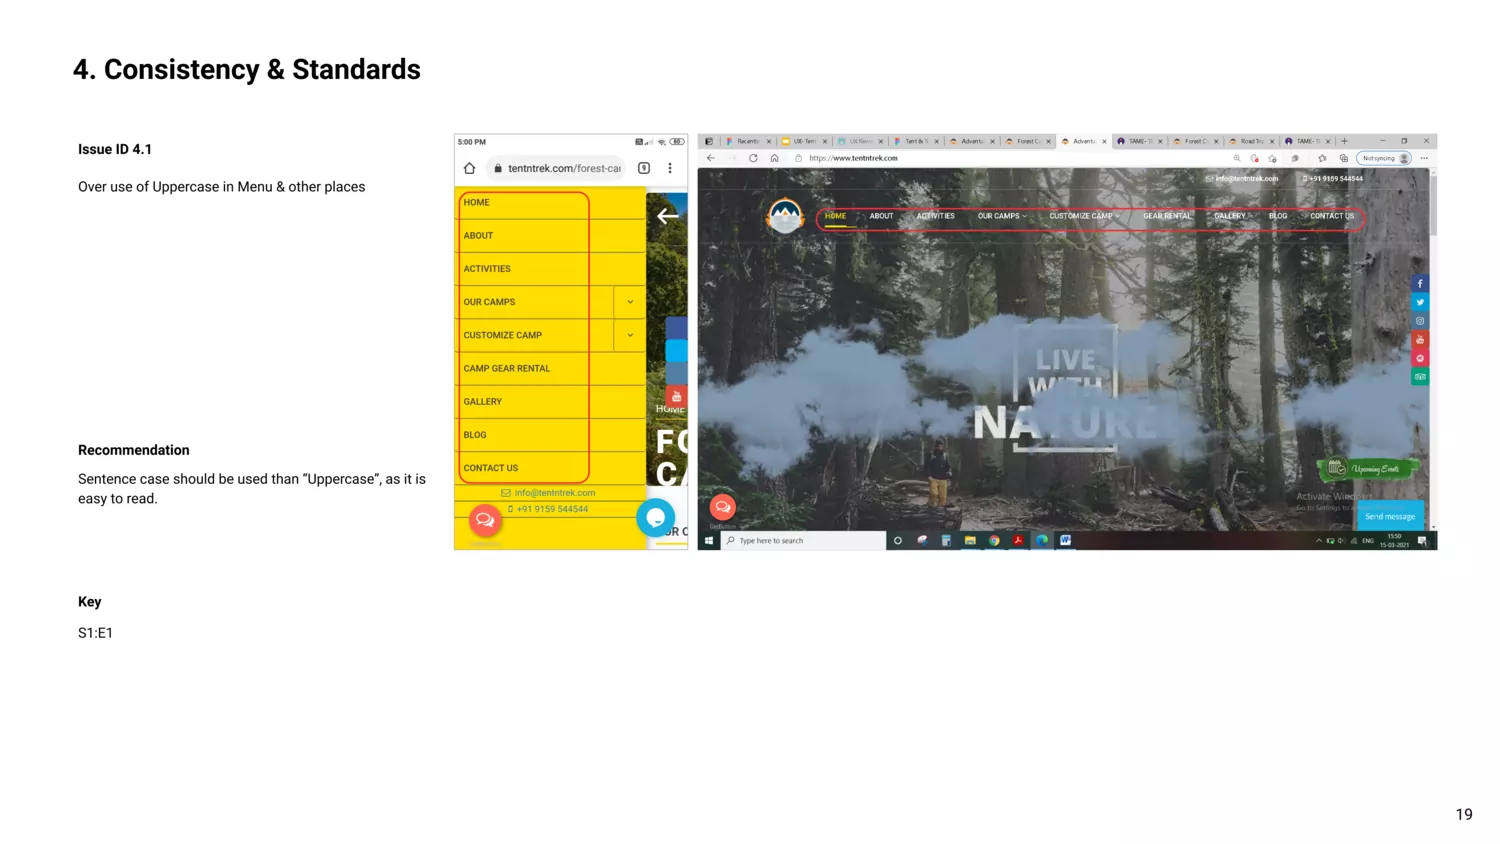 4. Consistency & Standards
Issue ID 4.1
Over use of Uppercase in Menu & other places
Recommendation
Sentence case should be used than “Uppercase”, as it is
easy to read.
Key
S1:E1
5:00 PM
tentntrek.com/forest-car
HOME
ABOUT
ACTIVITIES
OUR CAMPS
CUSTOMIZE CAMP
CAMP GEAR RENTAL
GALLERY
BLOG
CONTACT US
info@tentntrek.com
+91 9159 544544
HOME
https://www.tentntrek.com
Not syncing
info@tentntrek.com
+91 9159 544544
HOME ABOUT ACTIVITIES OUR CAMPS CUSTOMIZE CAMP GEAR RENTAL GALLERY BLOG CONTACT US
LIVE
WITH
NATURE
Upcoming Events
Activate Windows
Send message
Type here to search
ENG
15:50
15-03-2021
19